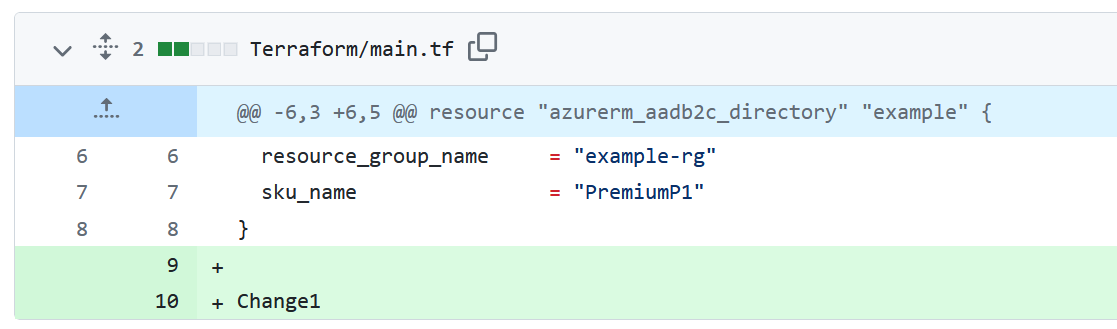 2 Terraform/main.tf
@@ -6,3 +6,5 @@ resource "azurerm_aadb2c_directory" "example" {
6 6 resource_group_name = "example-rg"
7 7 sku_name = "PremiumP1"
8 8 }
9 +
10 + Change1